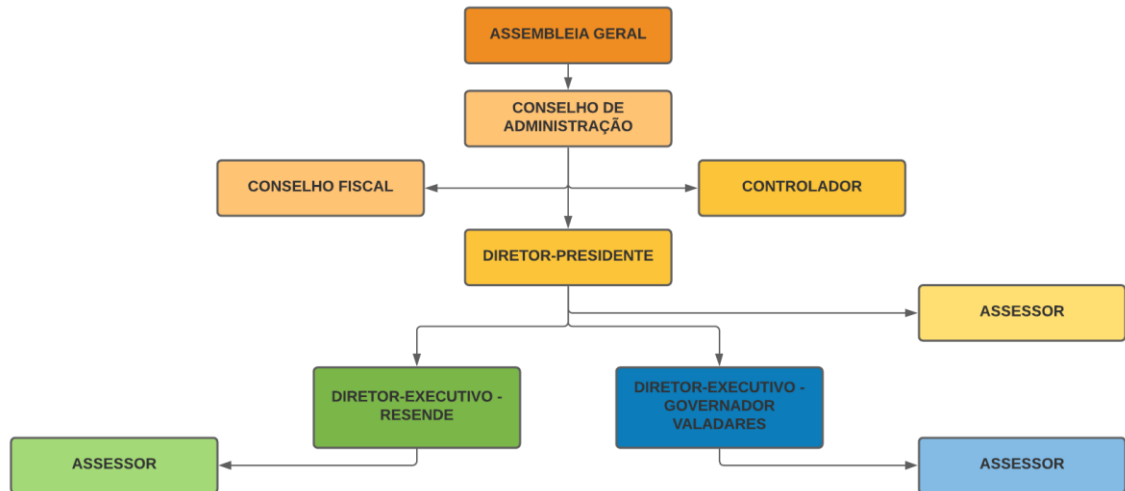 ASSEMBLEIA GERAL
CONSELHO DE
ADMINISTRAÇÃO
CONSELHO FISCAL
CONTROLADOR
DIRETOR-PRESIDENTE
ASSESSOR
DIRETOR-EXECUTIVO -
RESENDE
DIRETOR-EXECUTIVO -
GOVERNADOR
VALADARES
ASSESSOR
ASSESSOR